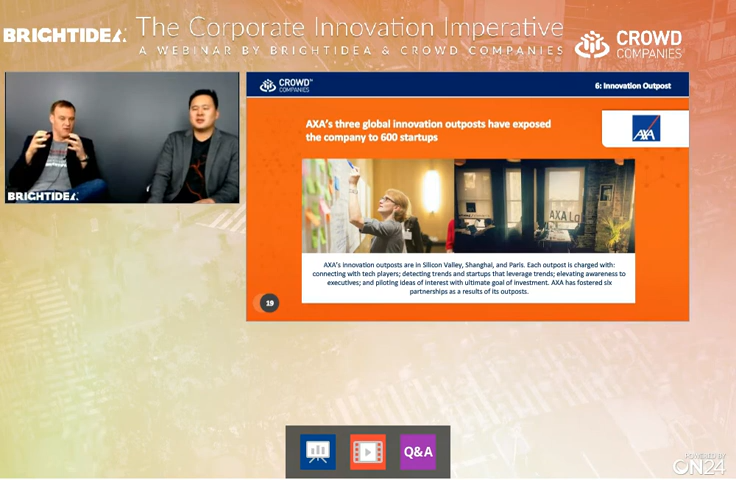 BRIGHTIDEA
The Corporate Innovation Imperative
A WEBINAR BY BRIGHTIDEA & CROWD COMPANIES
CROWD
COMPANIES
BRIGHTIDEA
CROWD
COMPANIES
6: Innovation Outpost
AXA's three global innovation outposts have exposed
the company to 600 startups
AXA
AXA La
AXA's innovation outposts are in Silicon Valley, Shanghai, and Paris. Each outpost is charged with:
connecting with tech players; detecting trends and startups that leverage trends; elevating awareness to
executives; and piloting ideas of interest with ultimate goal of investment. AXA has fostered six
partnerships as a results of its outposts.
19
Q&A
POWERED BY
ON24